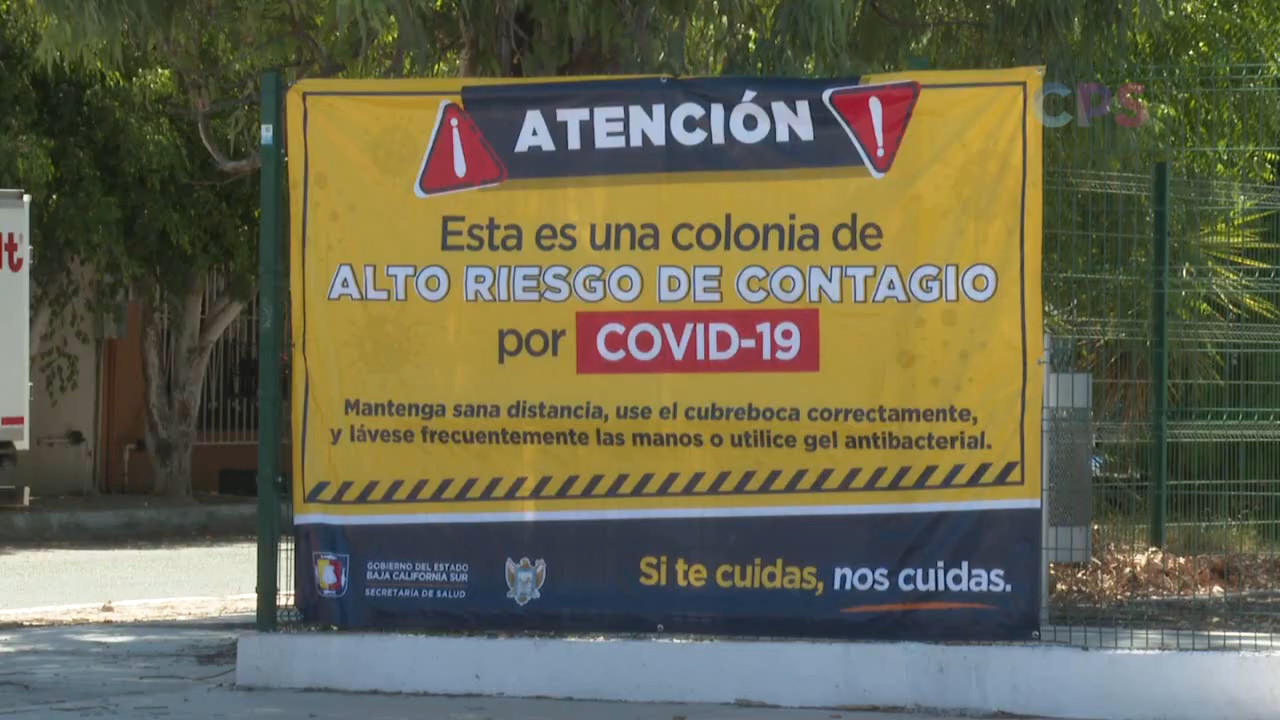 CPS
¡ ATENCIÓN !
Esta es una colonia de
ALTO RIESGO DE CONTAGIO
por COVID-19
Mantenga sana distancia, use el cubreboca correctamente,
y lávese frecuentemente las manos o utilice gel antibacterial.
GOBIERNO DEL ESTADO
BAJA CALIFORNIA SUR
SECRETARÍA DE SALUD
Si te cuidas, nos cuidas.